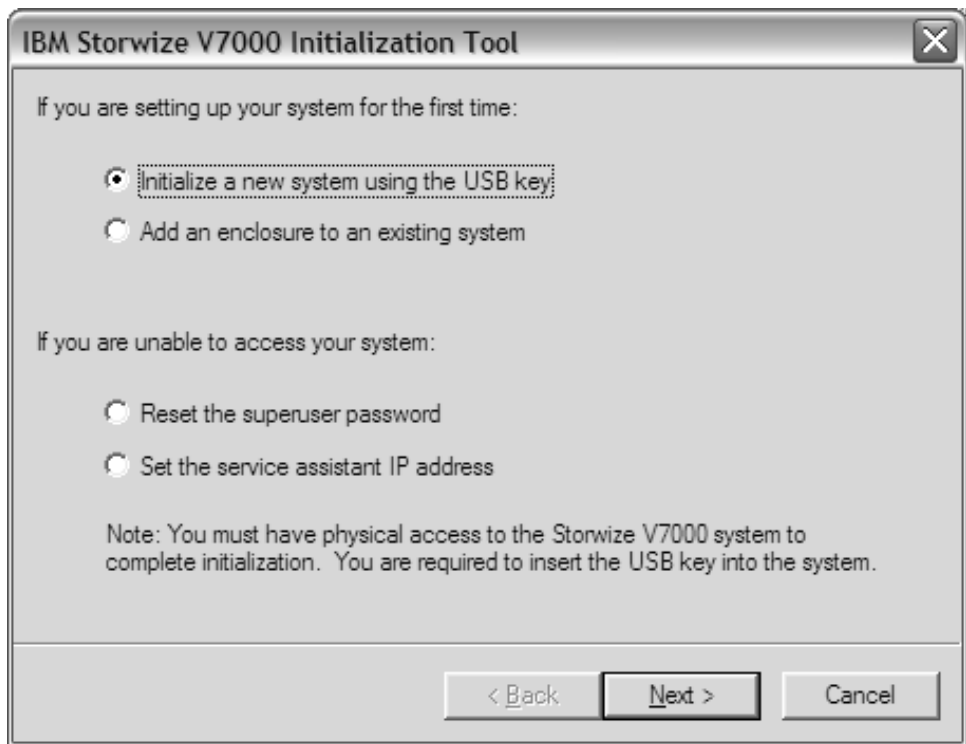 IBM Storwize V7000 Initialization Tool
If you are setting up your system for the first time:
Initialize a new system using the USB key
Add an enclosure to an existing system
If you are unable to access your system:
Reset the superuser password
Set the service assistant IP address
Note: You must have physical access to the Storwize V7000 system to
complete initialization. You are required to insert the USB key into the system.
< Back
Next >
Cancel